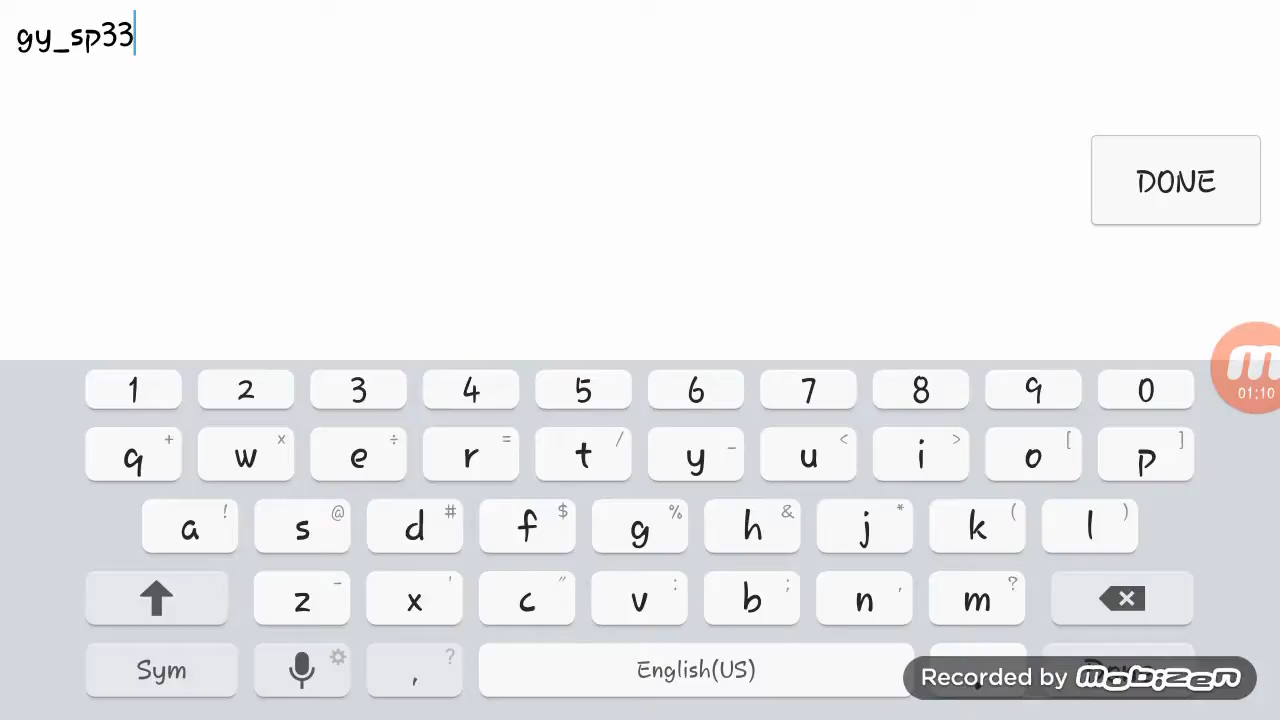 gy_sp33
DONE
01:10
1 2 3 4 5 6 7 8 9 0
q + w x e ÷ r = t / y _ u < i > o [ p ]
a ! s @ d # f $ g % h & j * k ( l )
z - x ' c " v : b ; n , m ?
Sym , ? English(US)
Recorded by mobizen